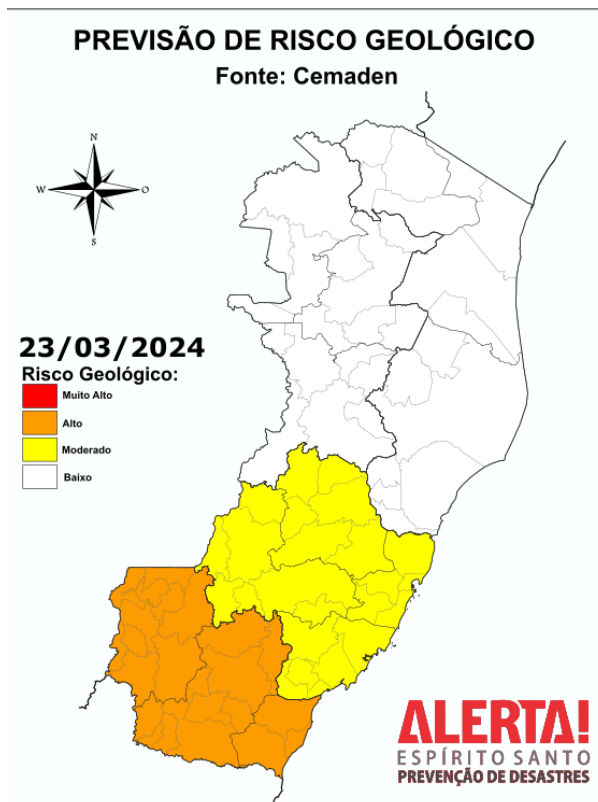 PREVISÃO DE RISCO GEOLÓGICO
Fonte: Cemaden
N
W
O
S
23/03/2024
Risco Geológico:
Muito Alto
Alto
Moderado
Baixo
ALERTA!
ESPÍRITO SANTO
PREVENÇÃO DE DESASTRES